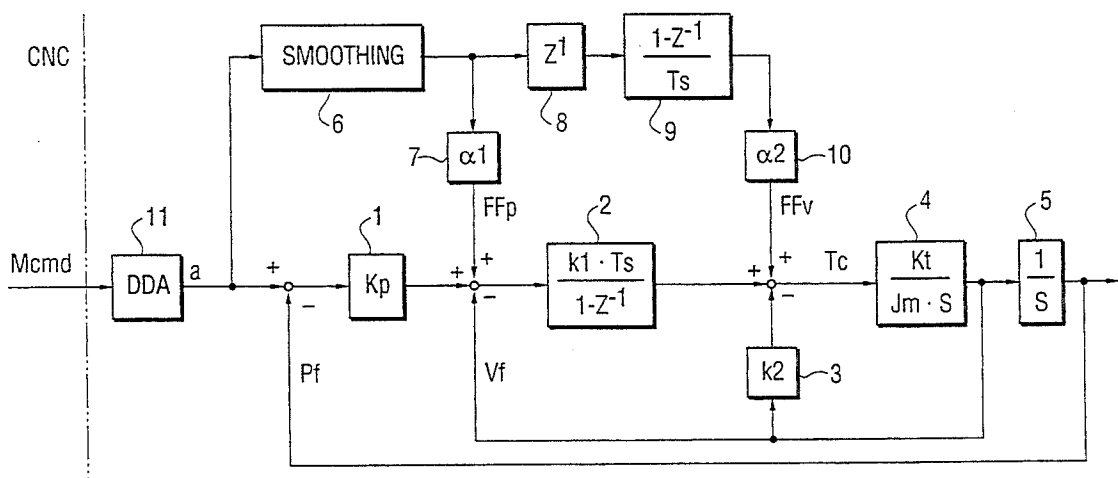 CNC
SMOOTHING
6
Z¹
8
1-Z⁻¹
Ts
9
7
α1
α2
10
FFp
FFv
Mcmd
11
DDA
a
+
−
1
Kp
+
+
−
2
k1 · Ts
1-Z⁻¹
+
+
−
Tc
4
Kt
Jm · S
5
1
S
Pf
Vf
k2
3